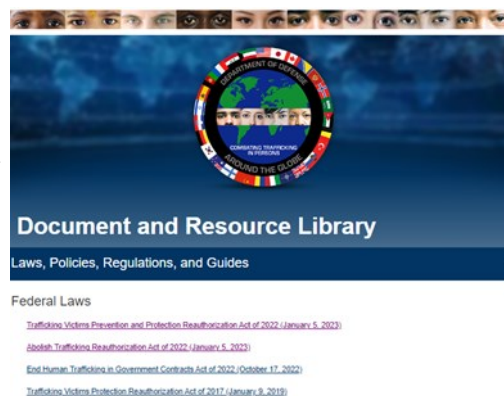 DEPARTMENT OF DEFENSE
COMBATING TRAFFICKING
IN PERSONS
AROUND THE GLOBE
Document and Resource Library
Laws, Policies, Regulations, and Guides
Federal Laws
Trafficking Victims Prevention and Protection Reauthorization Act of 2022 (January 5, 2023)
Abolish Trafficking Reauthorization Act of 2022 (January 5, 2023)
End Human Trafficking in Government Contracts Act of 2022 (October 17, 2022)
Trafficking Victims Protection Reauthorization Act of 2017 (January 9, 2019)